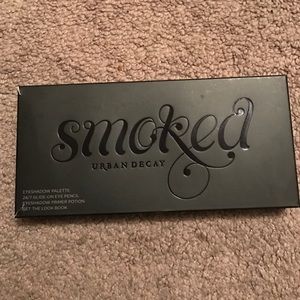 smoked
URBAN DECAY
EYESHADOW PALETTE
24/7 GLIDE-ON EYE PENCIL
EYESHADOW PRIMER POTION
GET THE LOOK BOOK